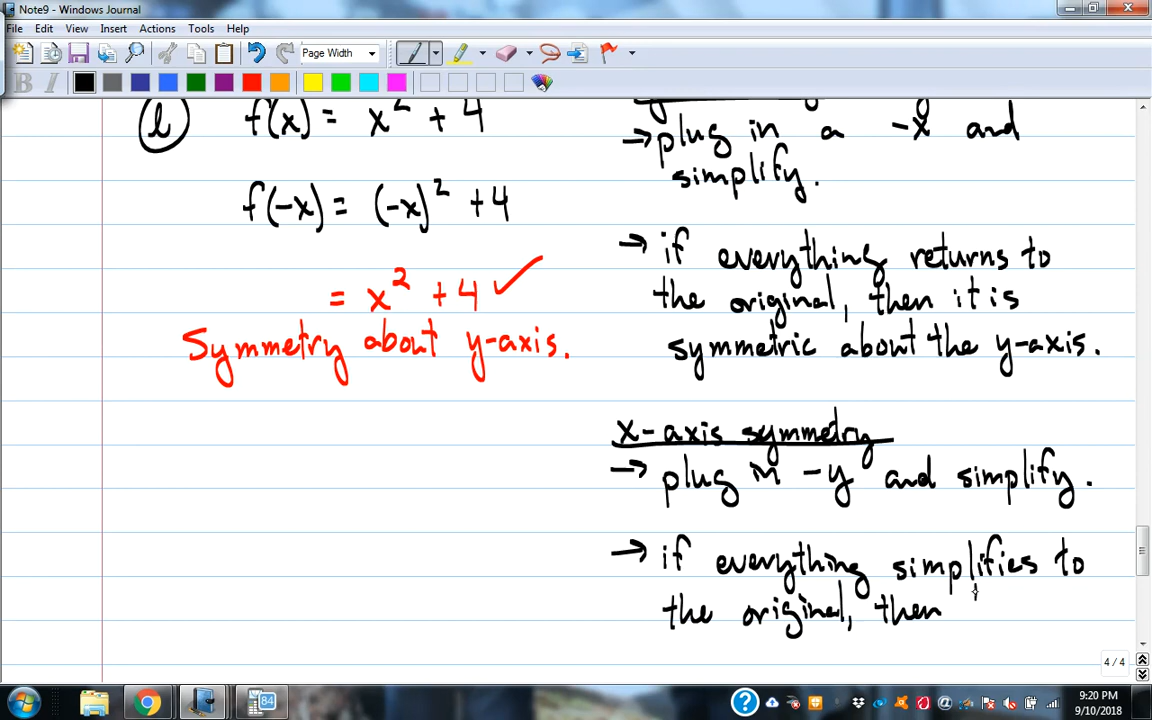 Note9 - Windows Journal
File Edit View Insert Actions Tools Help
Page Width
B I
l f(x) = x² + 4
f(-x) = (-x)² + 4
= x² + 4 ✓
Symmetry about y-axis.
→ plug in a -x and
simplify.
→ if everything returns to
the original, then it is
symmetric about the y-axis.
x-axis symmetry
→ plug in -y and simplify.
→ if everything simplifies to
the original, then
4 / 4
84
9:20 PM
9/10/2018